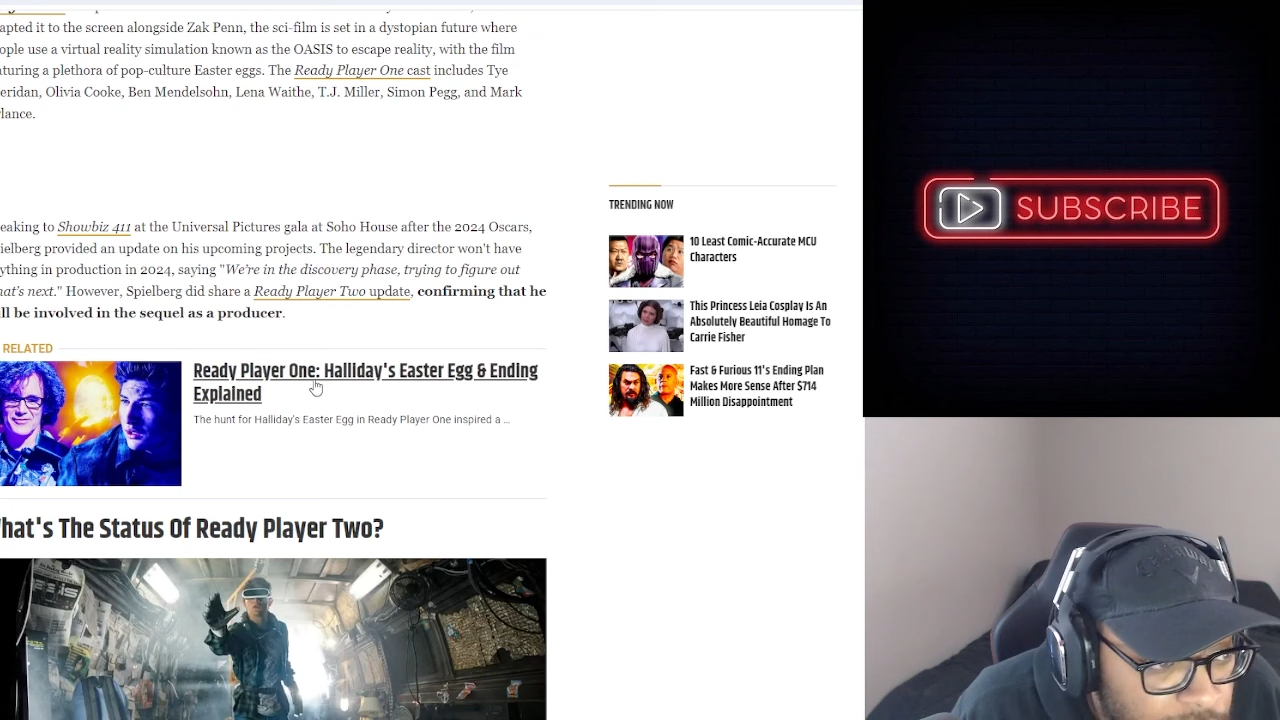 apted it to the screen alongside Zak Penn, the sci-film is set in a dystopian future where
ople use a virtual reality simulation known as the OASIS to escape reality, with the film
aturing a plethora of pop-culture Easter eggs. The Ready Player One cast includes Tye
eridan, Olivia Cooke, Ben Mendelsohn, Lena Waithe, T.J. Miller, Simon Pegg, and Mark
lance.
eaking to Showbiz 411 at the Universal Pictures gala at Soho House after the 2024 Oscars,
ielberg provided an update on his upcoming projects. The legendary director won't have
ything in production in 2024, saying "We're in the discovery phase, trying to figure out
hat's next." However, Spielberg did share a Ready Player Two update, confirming that he
ll be involved in the sequel as a producer.
RELATED
Ready Player One: Halliday's Easter Egg & Ending
Explained
The hunt for Halliday's Easter Egg in Ready Player One inspired a ...
hat's The Status Of Ready Player Two?
TRENDING NOW
10 Least Comic-Accurate MCU
Characters
This Princess Leia Cosplay Is An
Absolutely Beautiful Homage To
Carrie Fisher
Fast & Furious 11's Ending Plan
Makes More Sense After $714
Million Disappointment
SUBSCRIBE